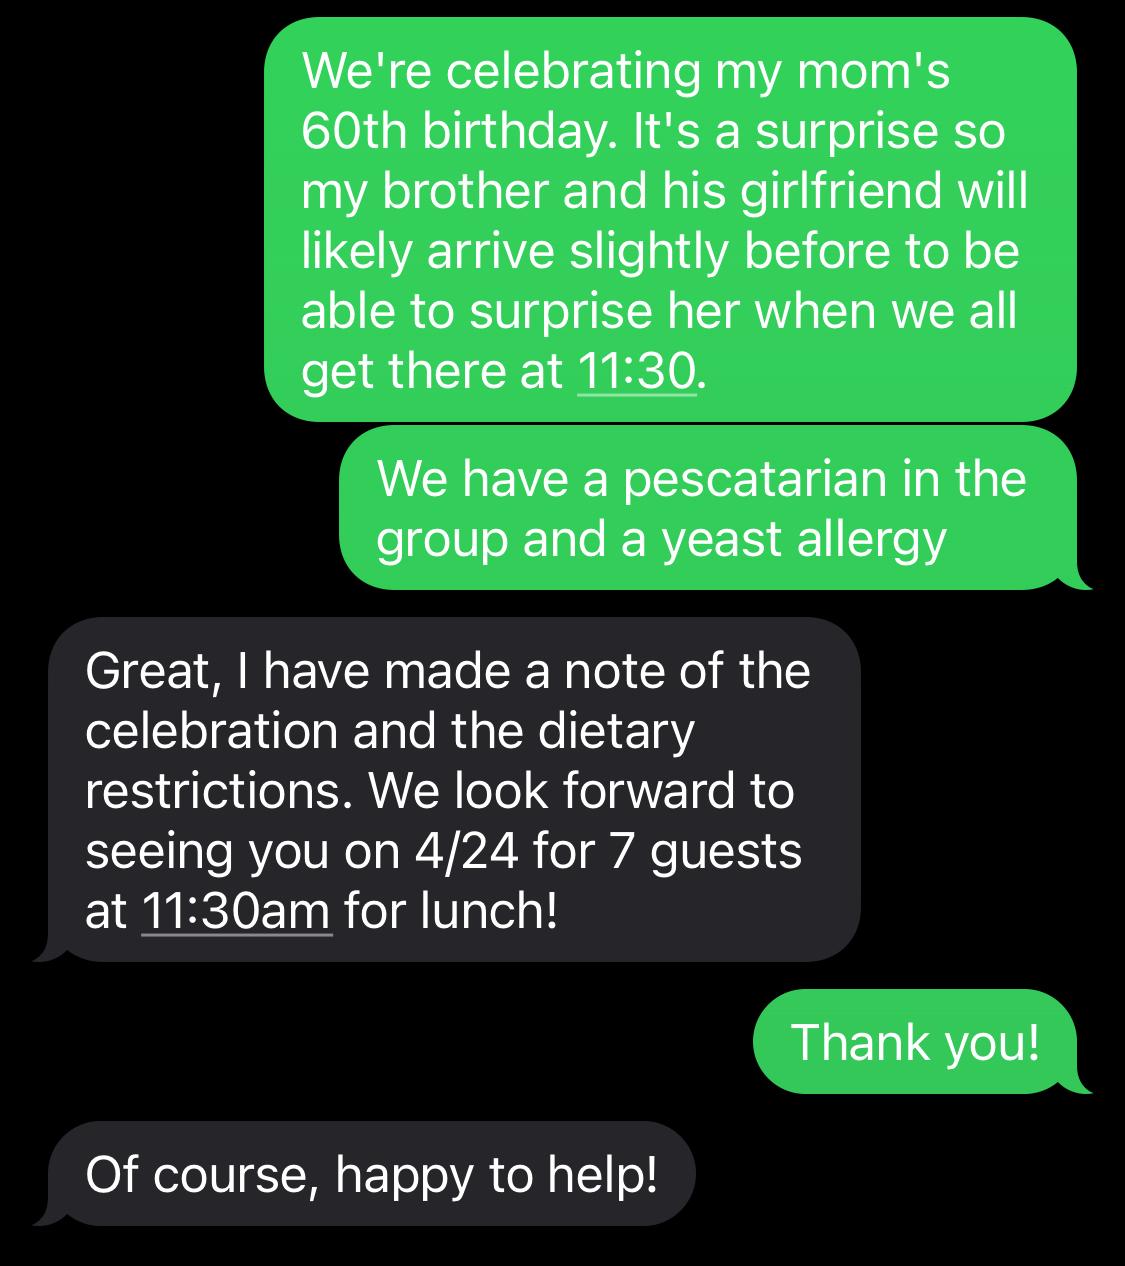 We're celebrating my mom's
60th birthday. It's a surprise so
my brother and his girlfriend will
likely arrive slightly before to be
able to surprise her when we all
get there at 11:30.
We have a pescatarian in the
group and a yeast allergy
Great, I have made a note of the
celebration and the dietary
restrictions. We look forward to
seeing you on 4/24 for 7 guests
at 11:30am for lunch!
Thank you!
Of course, happy to help!